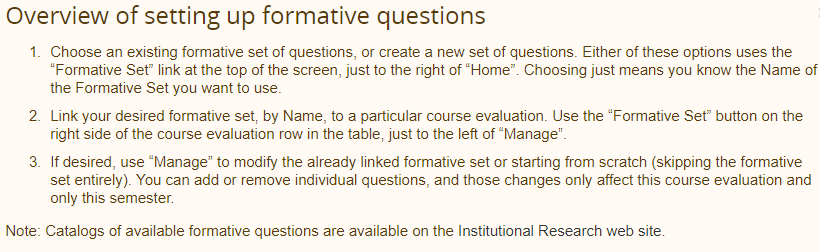 Overview of setting up formative questions
1. Choose an existing formative set of questions, or create a new set of questions. Either of these options uses the
“Formative Set” link at the top of the screen, just to the right of “Home”. Choosing just means you know the Name of
the Formative Set you want to use.
2. Link your desired formative set, by Name, to a particular course evaluation. Use the “Formative Set” button on the
right side of the course evaluation row in the table, just to the left of “Manage”.
3. If desired, use “Manage” to modify the already linked formative set or starting from scratch (skipping the formative
set entirely). You can add or remove individual questions, and those changes only affect this course evaluation and
only this semester.
Note: Catalogs of available formative questions are available on the Institutional Research web site.